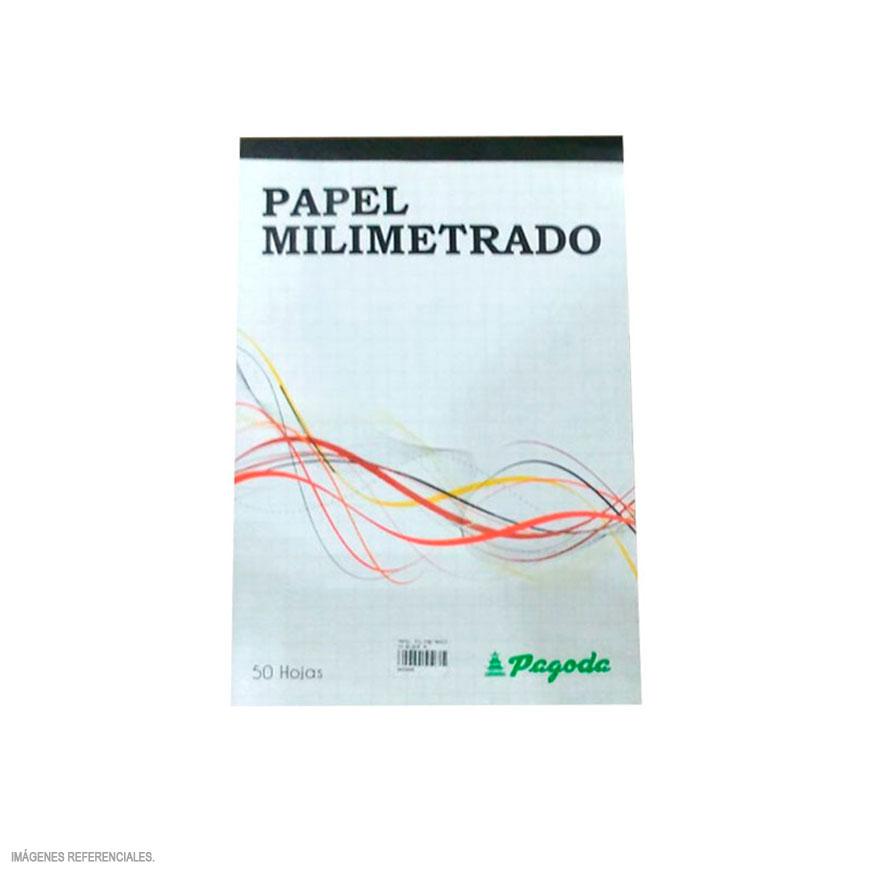 PAPEL
MILIMETRADO
50 Hojas
Pagoda
IMÁGENES REFERENCIALES.